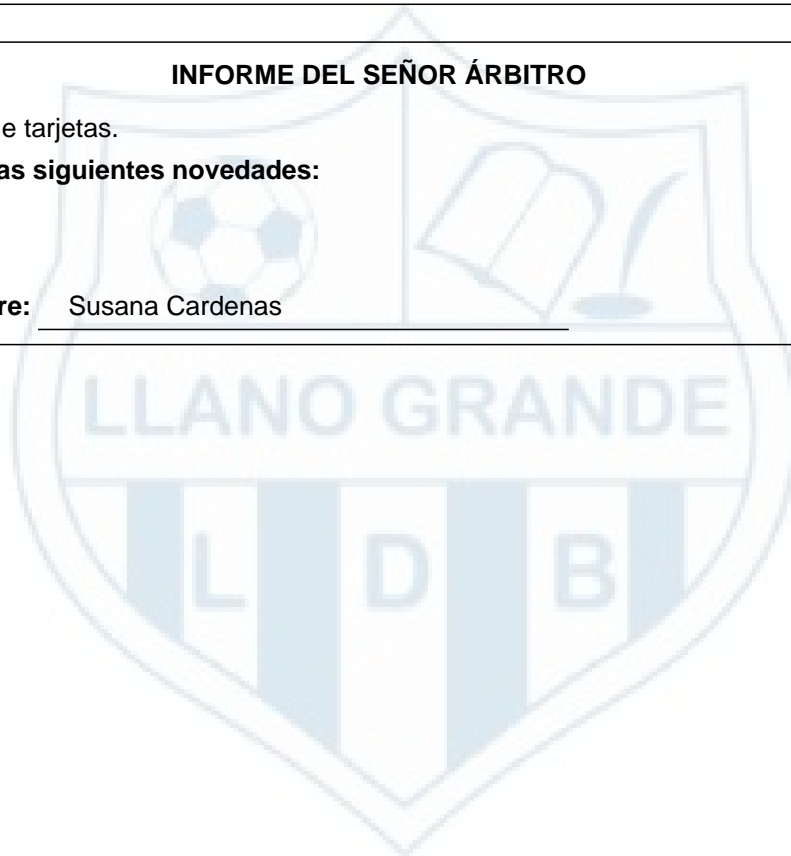 INFORME DEL SEÑOR ÁRBITRO
e tarjetas.
as siguientes novedades:
re: Susana Cardenas
LLANO GRANDE
L D B